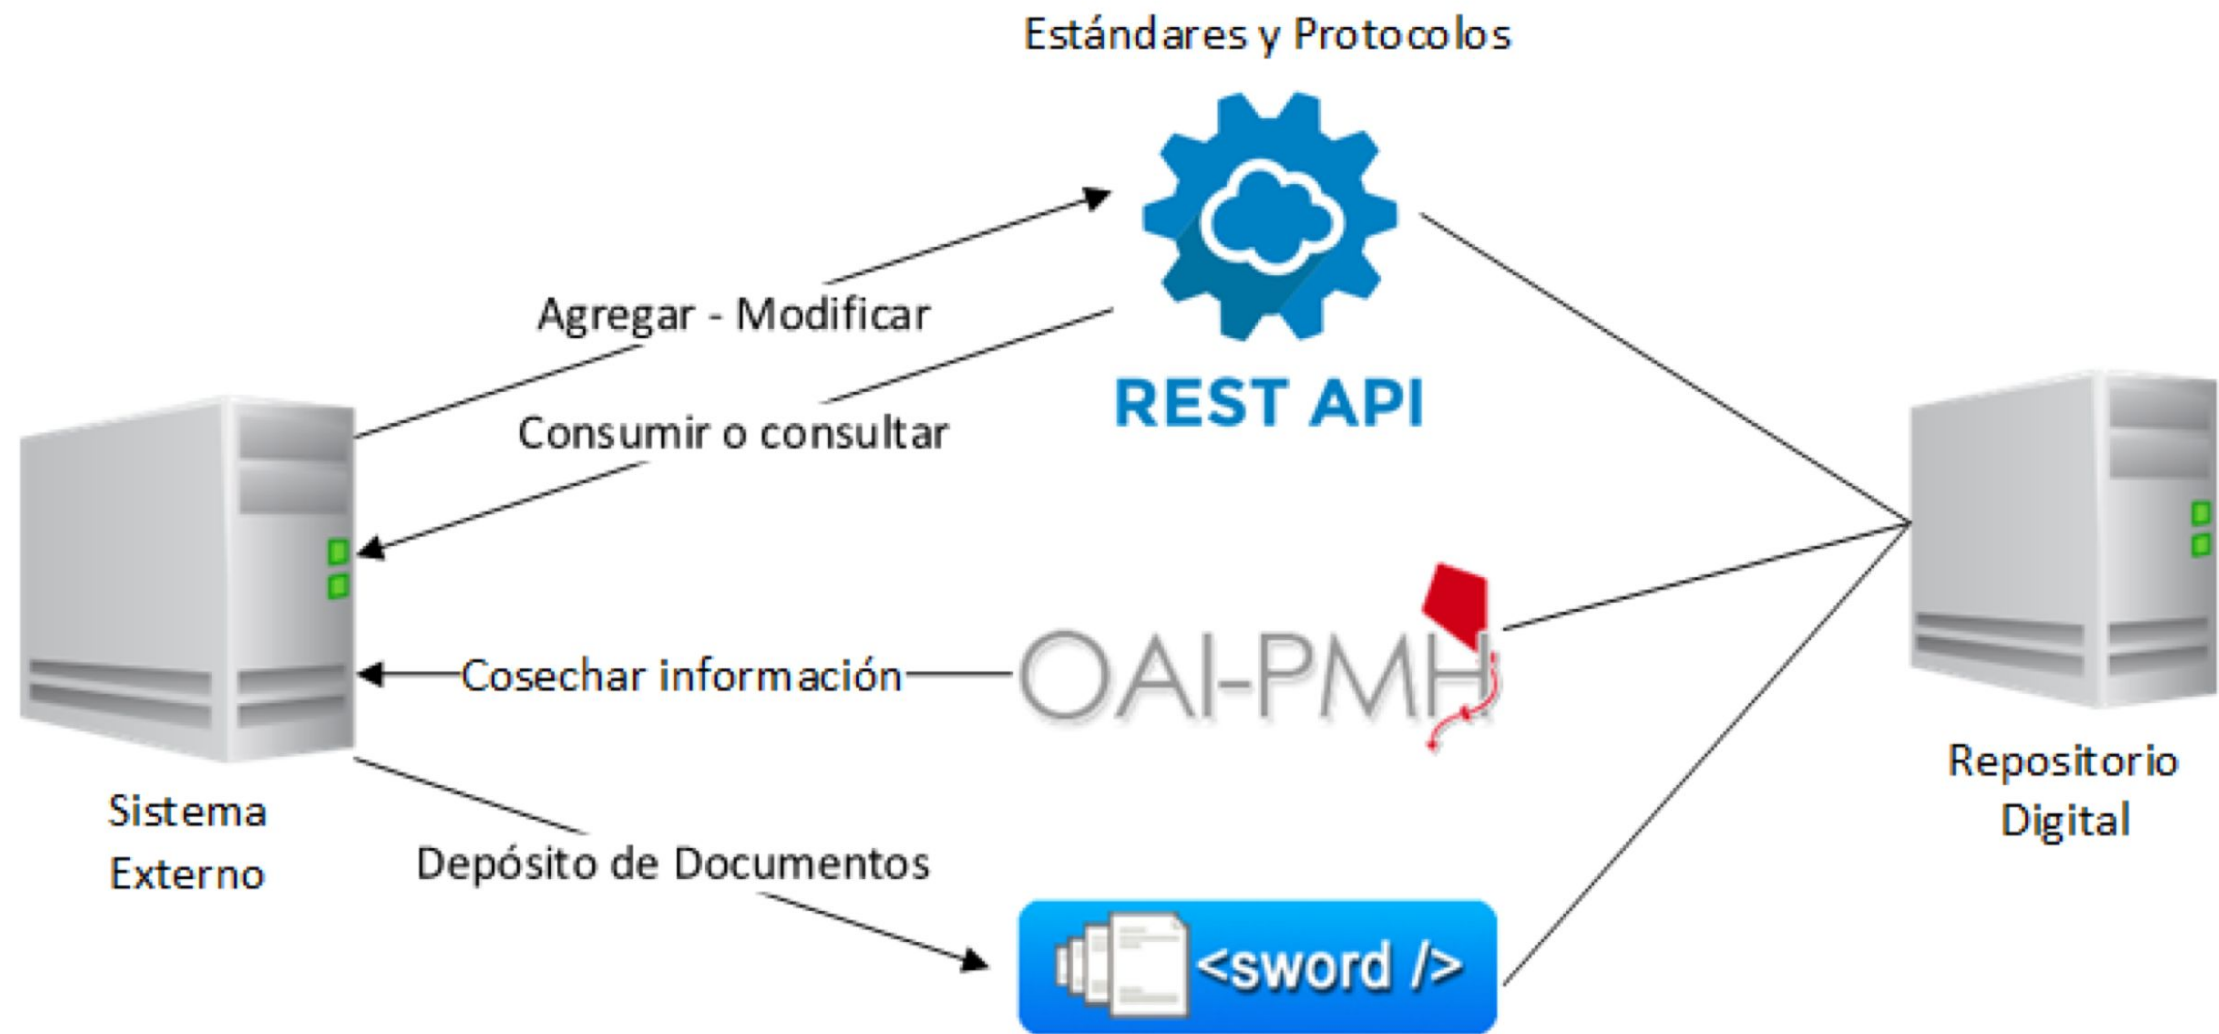 Estándares y Protocolos
Agregar - Modificar
REST API
Consumir o consultar
Cosechar información
OAI-PMH
Sistema
Externo
Repositorio
Digital
Depósito de Documentos
<sword />